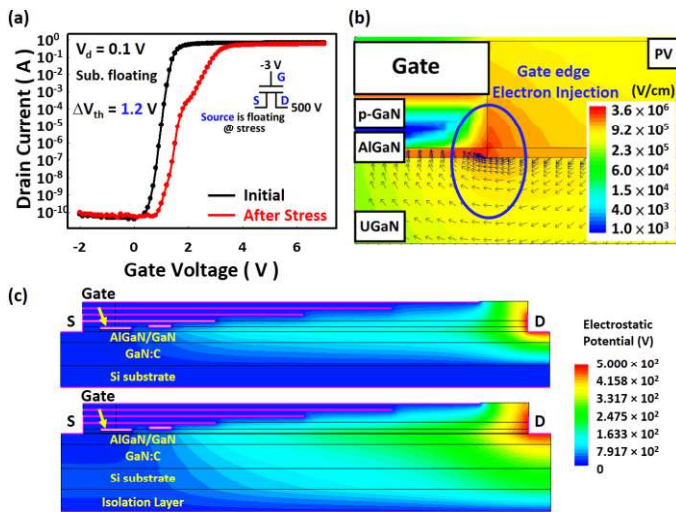 (a)
10⁰
10⁻¹
10⁻²
10⁻³
10⁻⁴
10⁻⁵
10⁻⁶
10⁻⁷
10⁻⁸
10⁻⁹
10⁻¹⁰
Drain Current ( A )
V_d = 0.1 V
Sub. floating
ΔV_th = 1.2 V
-3 V
G
S D 500 V
Source is floating
@ stress
Initial
After Stress
-2 0 2 4 6
Gate Voltage ( V )
(b)
Gate
PV
Gate edge
Electron Injection
(V/cm)
p-GaN
AlGaN
UGaN
3.6 × 10⁶
9.2 × 10⁵
2.3 × 10⁵
6.0 × 10⁴
1.5 × 10⁴
4.0 × 10³
1.0 × 10³
(c)
Gate
S
D
AlGaN/GaN
GaN:C
Si substrate
Gate
S
D
AlGaN/GaN
GaN:C
Si substrate
Isolation Layer
Electrostatic
Potential (V)
5.000 × 10²
4.158 × 10²
3.317 × 10²
2.475 × 10²
1.633 × 10²
7.917 × 10²
0